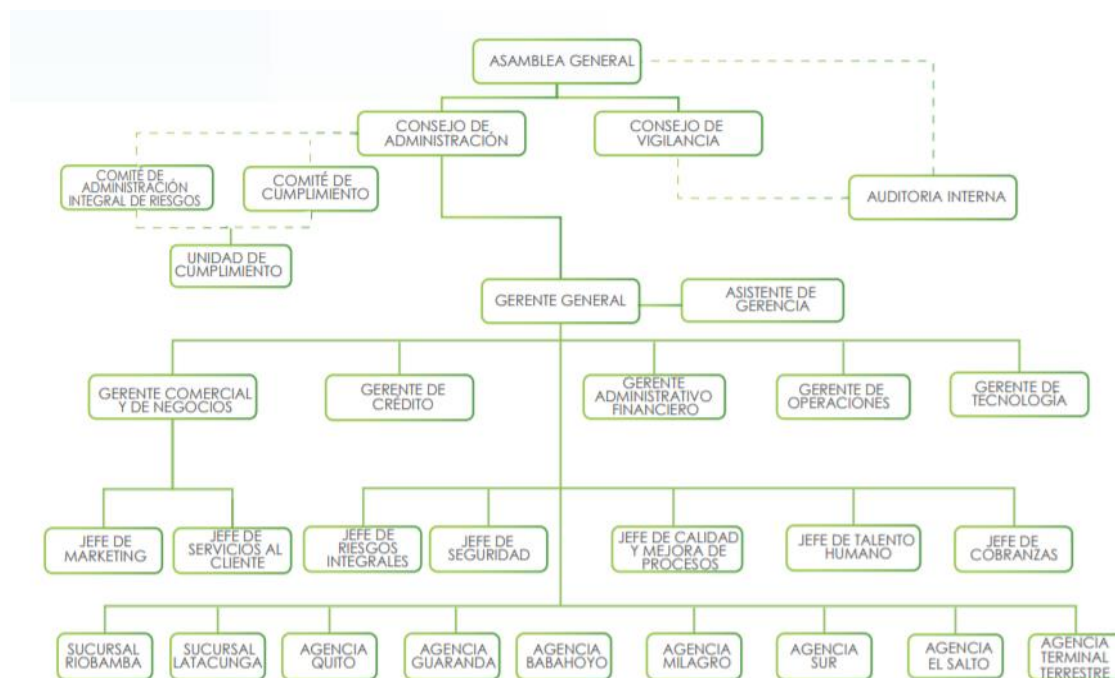 ASAMBLEA GENERAL
CONSEJO DE
ADMINISTRACIÓN
CONSEJO DE
VIGILANCIA
COMITÉ DE
ADMINISTRACIÓN
INTEGRAL DE RIESGOS
COMITÉ DE
CUMPLIMIENTO
AUDITORIA INTERNA
UNIDAD DE
CUMPLIMIENTO
GERENTE GENERAL
ASISTENTE DE
GERENCIA
GERENTE COMERCIAL
Y DE NEGOCIOS
GERENTE DE
CRÉDITO
GERENTE
ADMINISTRATIVO
FINANCIERO
GERENTE DE
OPERACIONES
GERENTE DE
TECNOLOGÍA
JEFE DE
MARKETING
JEFE DE
SERVICIOS AL
CLIENTE
JEFE DE
RIESGOS
INTEGRALES
JEFE DE
SEGURIDAD
JEFE DE CALIDAD
Y MEJORA DE
PROCESOS
JEFE DE TALENTO
HUMANO
JEFE DE
COBRANZAS
SUCURSAL
RIOBAMBA
SUCURSAL
LATACUNGA
AGENCIA
QUITO
AGENCIA
GUARANDA
AGENCIA
BABAHOYO
AGENCIA
MILAGRO
AGENCIA
SUR
AGENCIA
EL SALTO
AGENCIA
TERMINAL
TERRESTRE